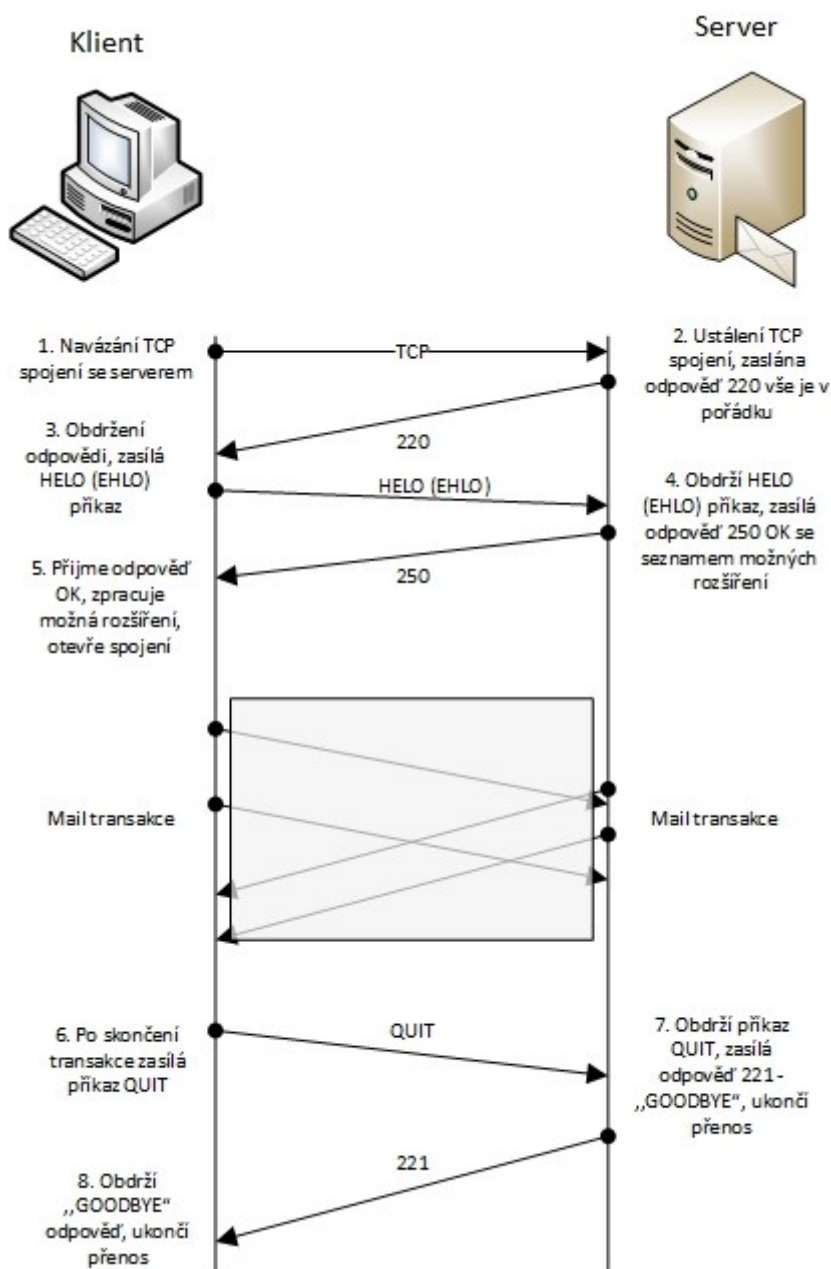 Klient
Server
1. Navázání TCP
spojení se serverem
TCP
2. Ustálení TCP
spojení, zaslána
odpověď 220 vše je v
pořádku
220
3. Obdržení
odpovědi, zasílá
HELO (EHLO)
příkaz
HELO (EHLO)
4. Obdrží HELO
(EHLO) příkaz, zasílá
odpověď 250 OK se
seznamem možných
rozšíření
250
5. Přijme odpověď
OK, zpracuje
možná rozšíření,
otevře spojení
Mail transakce
Mail transakce
6. Po skončení
transakce zasílá
příkaz QUIT
QUIT
7. Obdrží příkaz
QUIT, zasílá
odpověď 221-
,,GOODBYE“, ukončí
přenos
221
8. Obdrží
,,GOODBYE“
odpověď, ukončí
přenos